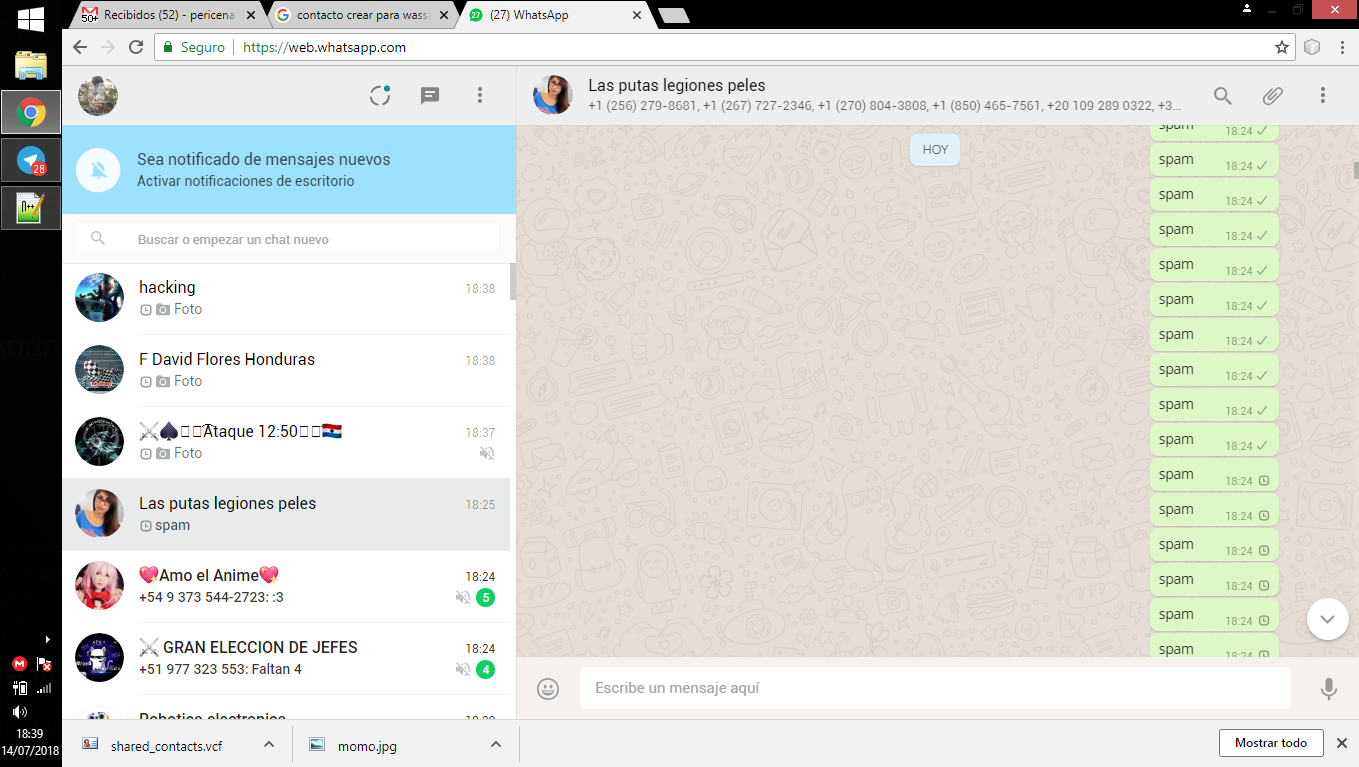 50+
Recibidos (52) - pericena
contacto crear para wass
27
(27) WhatsApp
Seguro
https://web.whatsapp.com
Las putas legiones peles
+1 (256) 279-8681, +1 (267) 727-2346, +1 (270) 804-3808, +1 (850) 465-7561, +20 109 289 0322, +3...
Sea notificado de mensajes nuevos
Activar notificaciones de escritorio
Buscar o empezar un chat nuevo
hacking
18:38
Foto
F David Flores Honduras
18:38
Foto
Ataque 12:50
18:37
Foto
Las putas legiones peles
18:25
spam
💖Amo el Anime💖
18:24
+54 9 373 544-2723: :3
5
⚔ GRAN ELECCION DE JEFES
18:24
+51 977 323 553: Faltan 4
4
Robotica electronica
HOY
spam
18:24
spam
18:24
spam
18:24
spam
18:24
spam
18:24
spam
18:24
spam
18:24
spam
18:24
spam
18:24
spam
18:24
spam
18:24
spam
18:24
spam
18:24
spam
18:24
spam
18:24
spam
18:24
Escribe un mensaje aquí
28
n++
M
18:39
14/07/2018
shared_contacts.vcf
momo.jpg
Mostrar todo